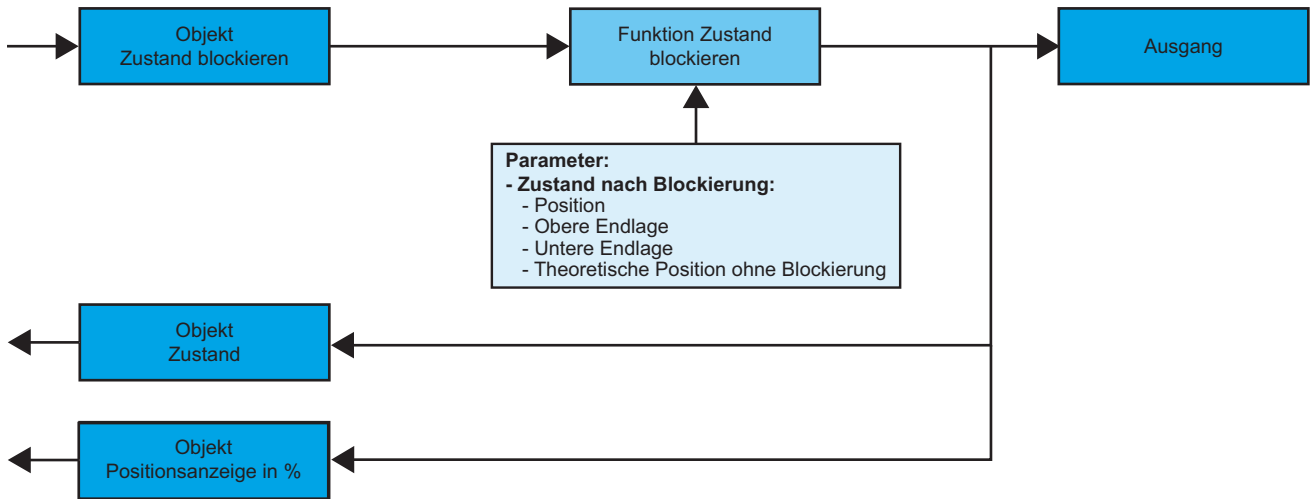 Objekt
Zustand blockieren
Funktion Zustand
blockieren
Ausgang
Parameter:
- Zustand nach Blockierung:
- Position
- Obere Endlage
- Untere Endlage
- Theoretische Position ohne Blockierung
Objekt
Zustand
Objekt
Positionsanzeige in %